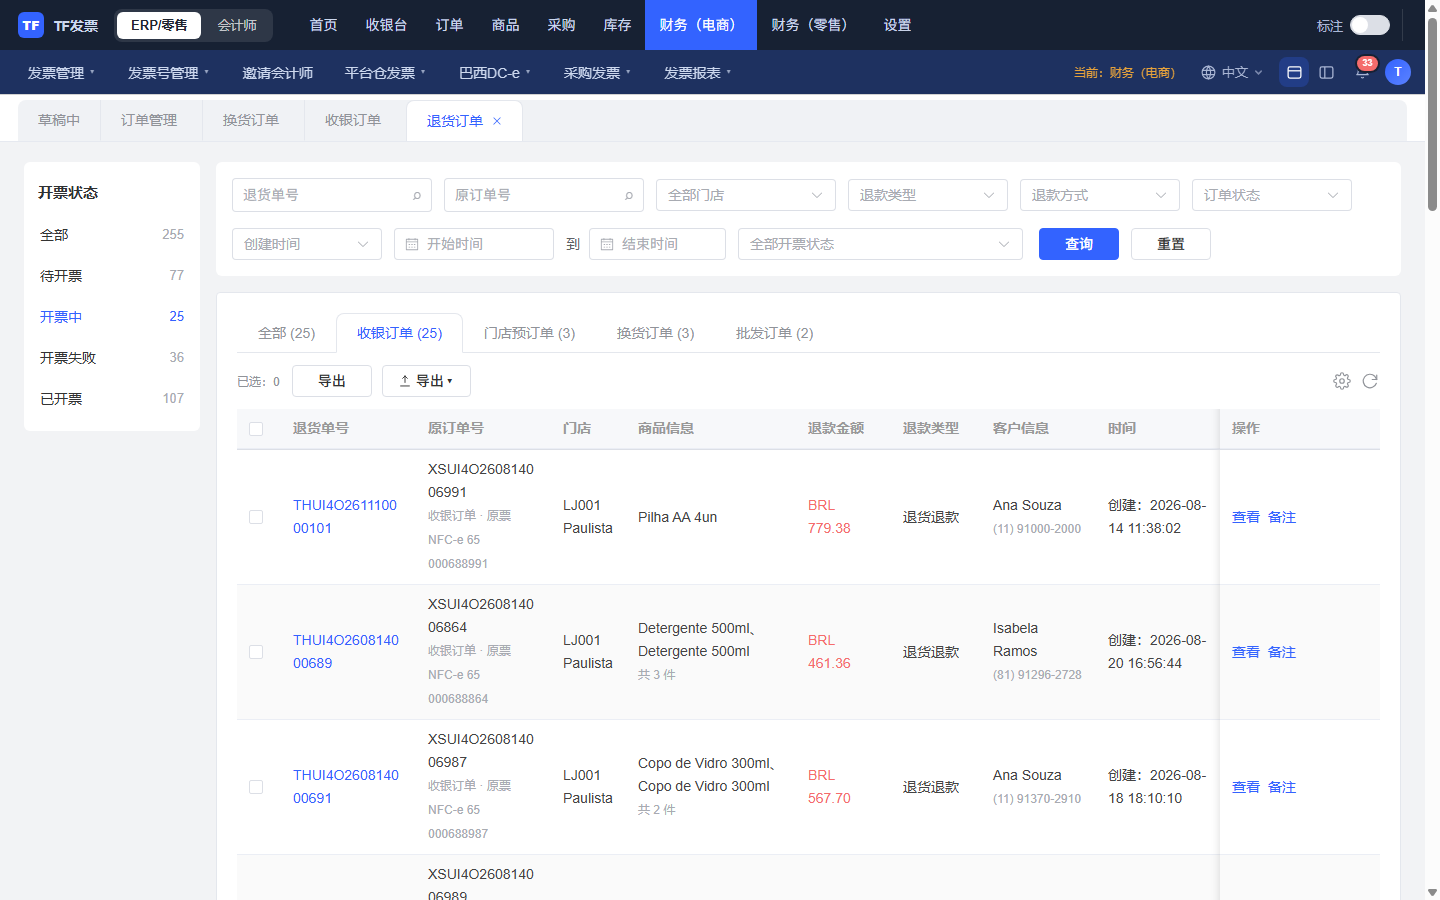 TF TF发票 ERP/零售 会计师 首页 收银台 订单 商品 采购 库存 财务（电商） 财务（零售） 设置 标注
发票管理 发票号管理 邀请会计师 平台仓发票 巴西DC-e 采购发票 发票报表 当前：财务（电商） 中文 33 T
草稿中 订单管理 换货订单 收银订单 退货订单 ×
开票状态
全部 255
待开票 77
开票中 25
开票失败 36
已开票 107
退货单号 原订单号 全部门店 退款类型 退款方式 订单状态
创建时间 开始时间 到 结束时间 全部开票状态 查询 重置
全部 (25) 收银订单 (25) 门店预订单 (3) 换货订单 (3) 批发订单 (2)
已选：0 导出 导出
退货单号 原订单号 门店 商品信息 退款金额 退款类型 客户信息 时间 操作
THUI4O2611100
00101
XSUI4O2608140
06991
收银订单 · 原票
NFC-e 65
000688991
LJ001
Paulista
Pilha AA 4un
BRL
779.38
退货退款
Ana Souza
(11) 91000-2000
创建：2026-08-
14 11:38:02
查看 备注
THUI4O2608140
00689
XSUI4O2608140
06864
收银订单 · 原票
NFC-e 65
000688864
LJ001
Paulista
Detergente 500ml、
Detergente 500ml
共 3 件
BRL
461.36
退货退款
Isabela
Ramos
(81) 91296-2728
创建：2026-08-
20 16:56:44
查看 备注
THUI4O2608140
00691
XSUI4O2608140
06987
收银订单 · 原票
NFC-e 65
000688987
LJ001
Paulista
Copo de Vidro 300ml、
Copo de Vidro 300ml
共 2 件
BRL
567.70
退货退款
Ana Souza
(11) 91370-2910
创建：2026-08-
18 18:10:10
查看 备注
XSUI4O2608140
06989